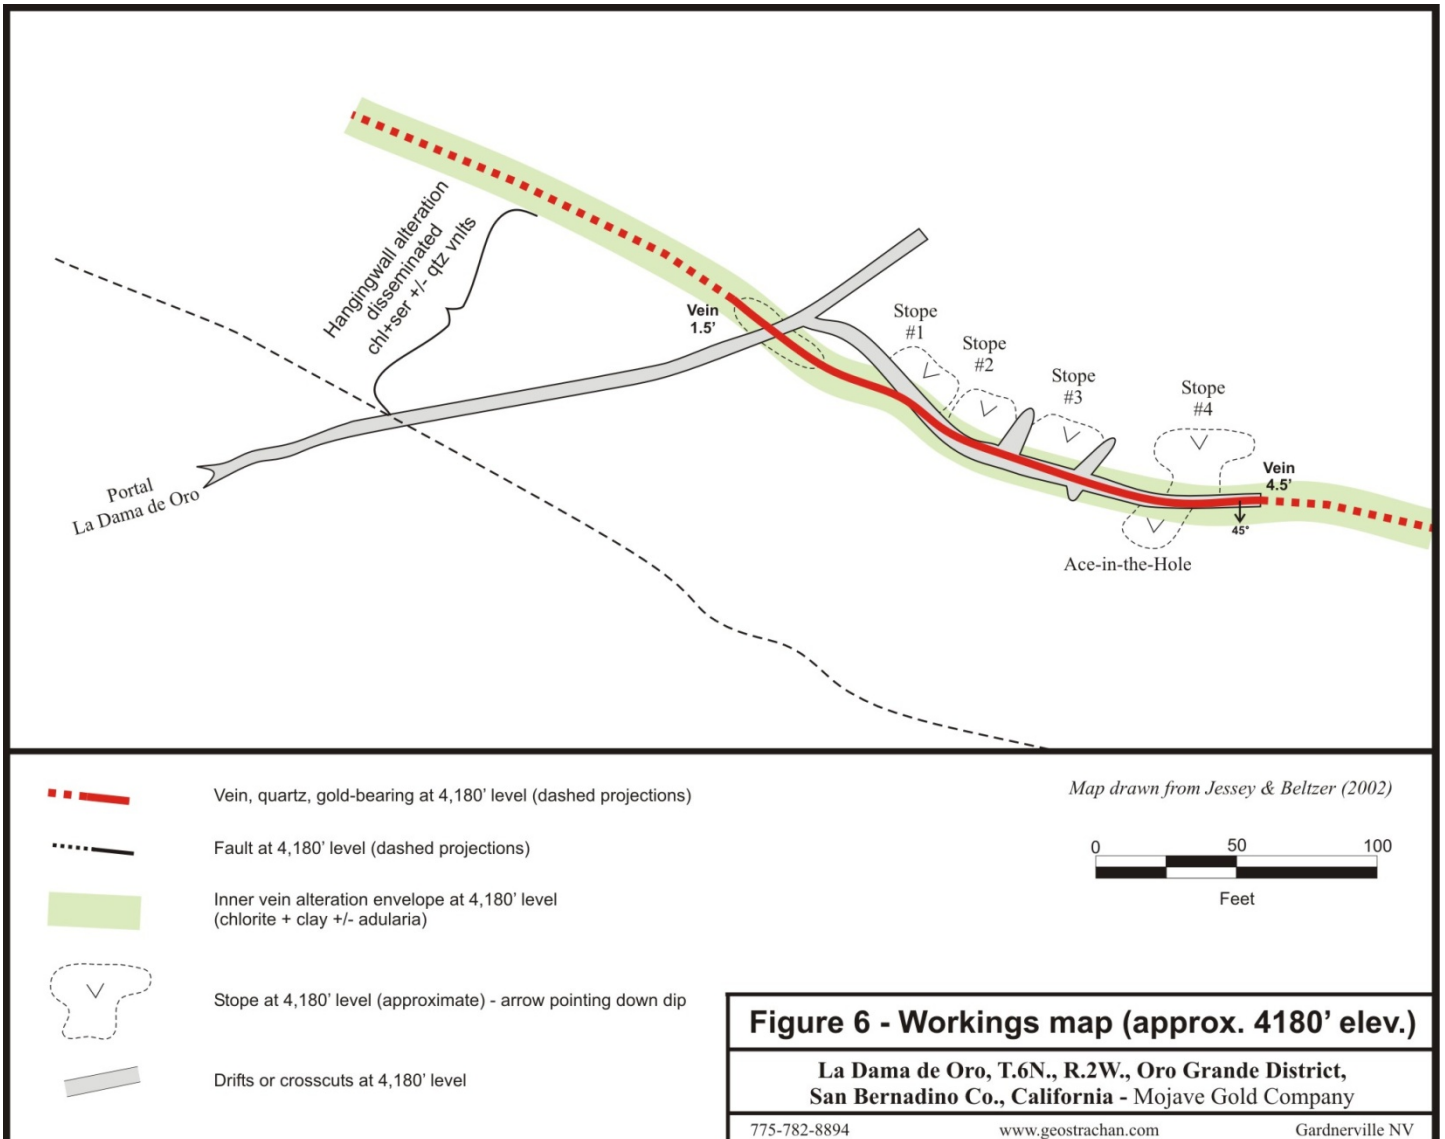 Hangingwall alteration
disseminated
chl+ser +/- qtz vnlts
Vein
1.5’
Stope
#1
Stope
#2
Stope
#3
Stope
#4
Vein
4.5’
45°
Ace-in-the-Hole
Portal
La Dama de Oro
Vein, quartz, gold-bearing at 4,180’ level (dashed projections)
Fault at 4,180’ level (dashed projections)
Inner vein alteration envelope at 4,180’ level
(chlorite + clay +/- adularia)
Stope at 4,180’ level (approximate) - arrow pointing down dip
Drifts or crosscuts at 4,180’ level
Map drawn from Jessey & Beltzer (2002)
0 50 100
Feet
Figure 6 - Workings map (approx. 4180’ elev.)
La Dama de Oro, T.6N., R.2W., Oro Grande District,
San Bernadino Co., California - Mojave Gold Company
775-782-8894 www.geostrachan.com Gardnerville NV